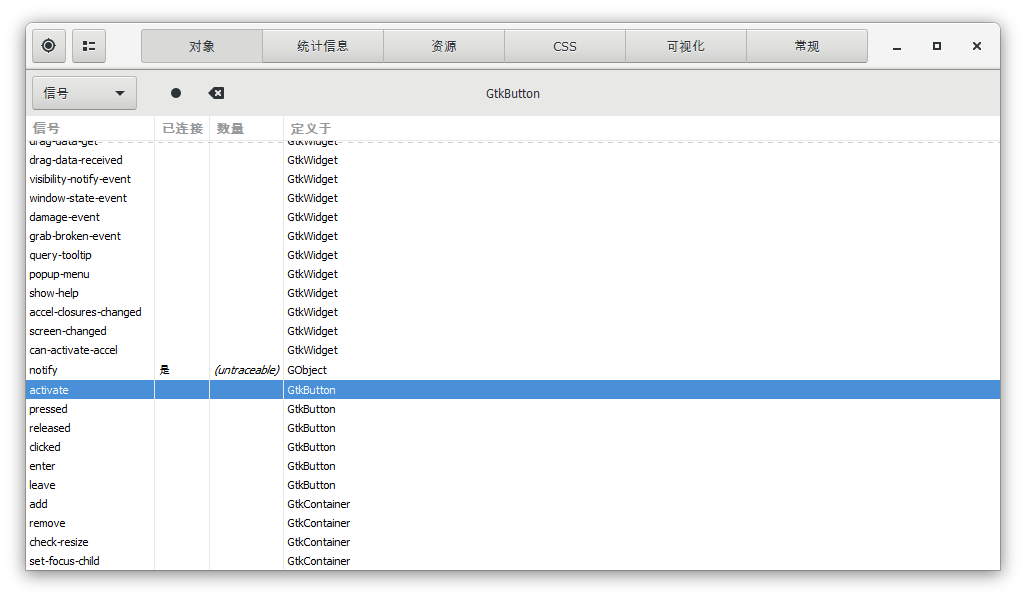 对象 统计信息 资源 CSS 可视化 常规
信号 GtkButton
信号 已连接 数量 定义于
drag-data-get GtkWidget
drag-data-received GtkWidget
visibility-notify-event GtkWidget
window-state-event GtkWidget
damage-event GtkWidget
grab-broken-event GtkWidget
query-tooltip GtkWidget
popup-menu GtkWidget
show-help GtkWidget
accel-closures-changed GtkWidget
screen-changed GtkWidget
can-activate-accel GtkWidget
notify 是 (untraceable) GObject
activate GtkButton
pressed GtkButton
released GtkButton
clicked GtkButton
enter GtkButton
leave GtkButton
add GtkContainer
remove GtkContainer
check-resize GtkContainer
set-focus-child GtkContainer